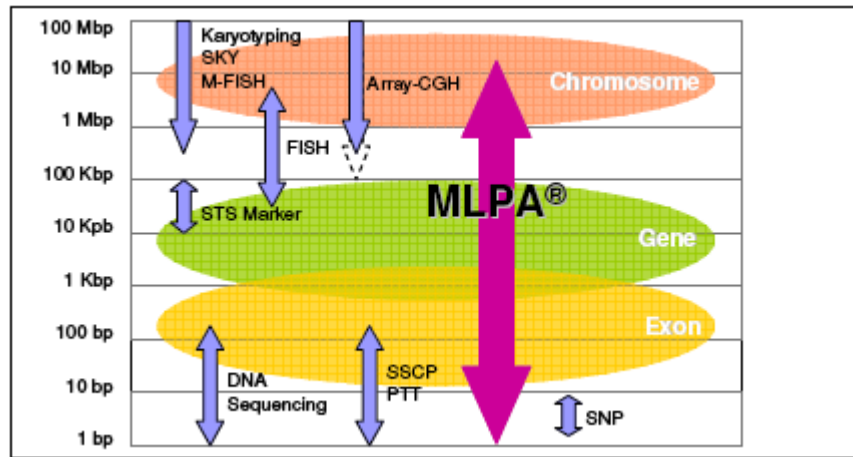 100 Mbp
Karyotyping
SKY
M-FISH
Array-CGH
10 Mbp
Chromosome
1 Mbp
FISH
100 Kbp
STS Marker
MLPA®
10 Kpb
Gene
1 Kbp
Exon
100 bp
DNA
Sequencing
SSCP
PTT
10 bp
SNP
1 bp